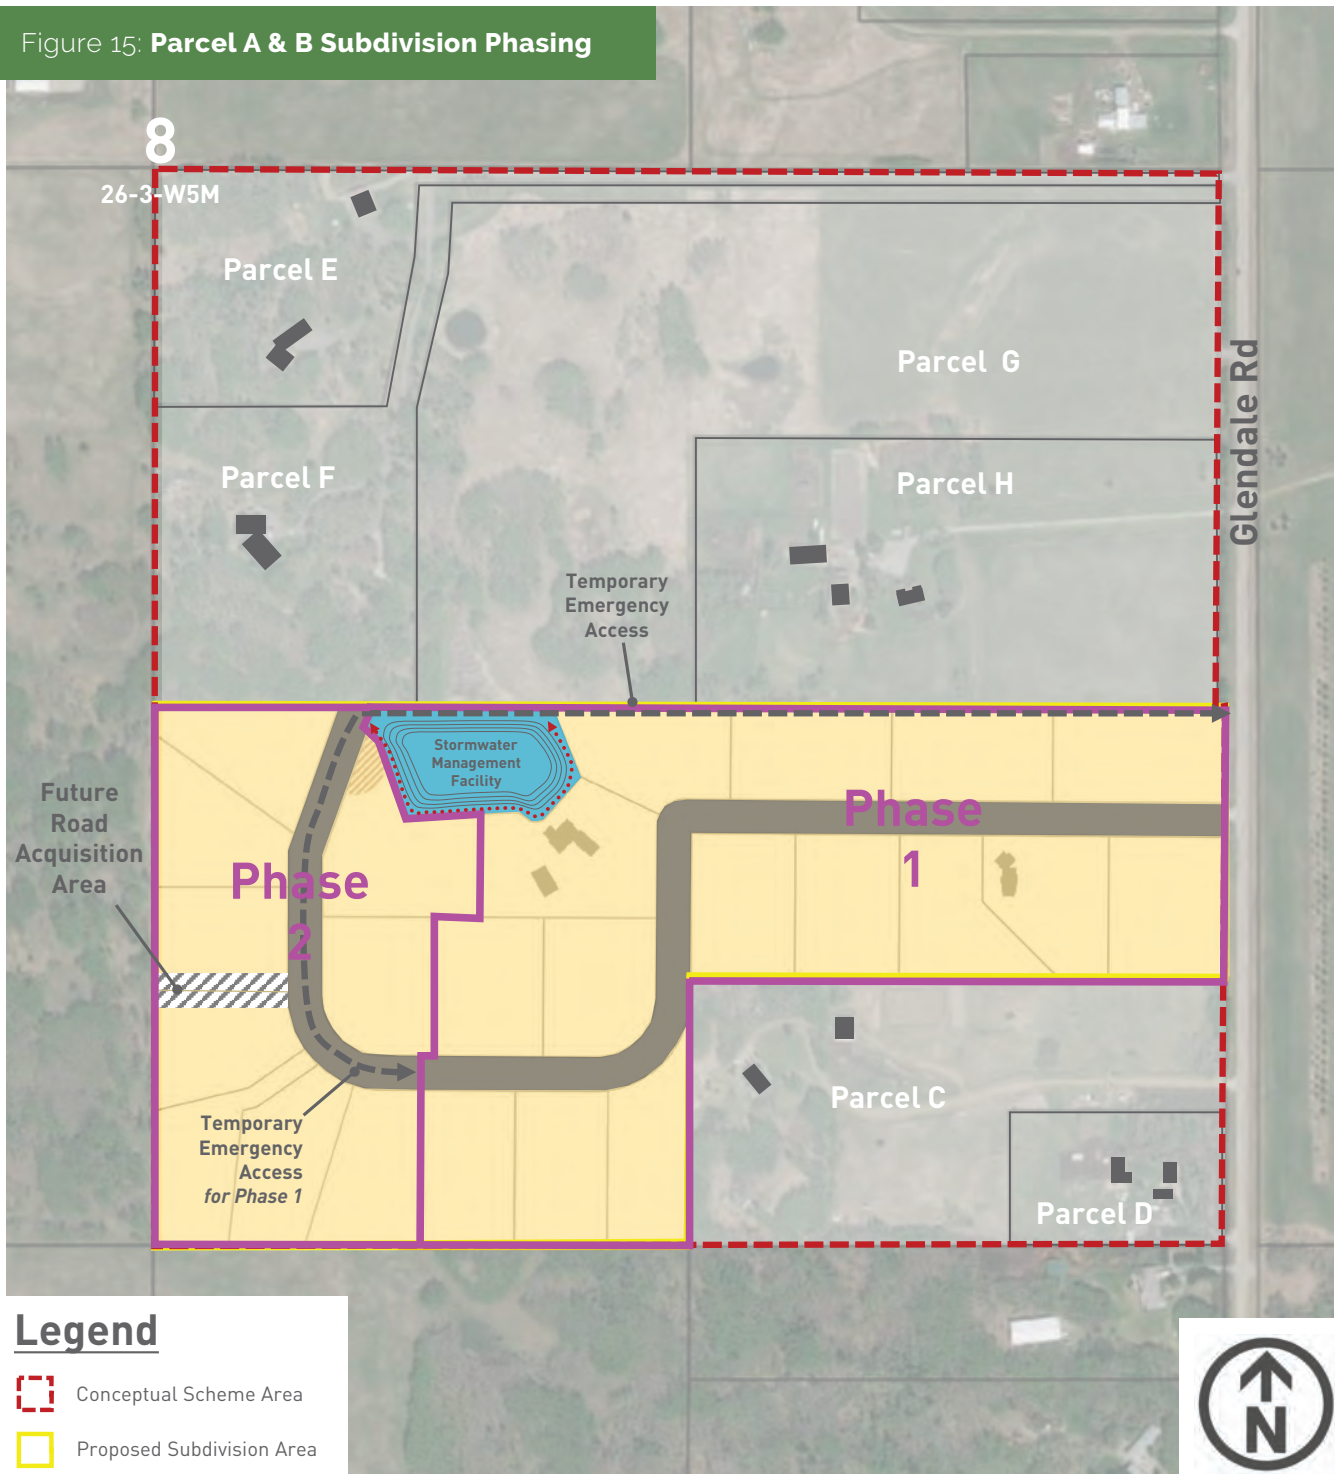 Figure 15: Parcel A & B Subdivision Phasing
8
26-3-W5M
Parcel E
Parcel G
Glendale Rd
Parcel F
Parcel H
Temporary
Emergency
Access
Stormwater
Management
Facility
Future
Road
Acquisition
Area
Phase
1
Phase
2
Temporary
Emergency
Access
for Phase 1
Parcel C
Parcel D
Legend
Conceptual Scheme Area
Proposed Subdivision Area
N